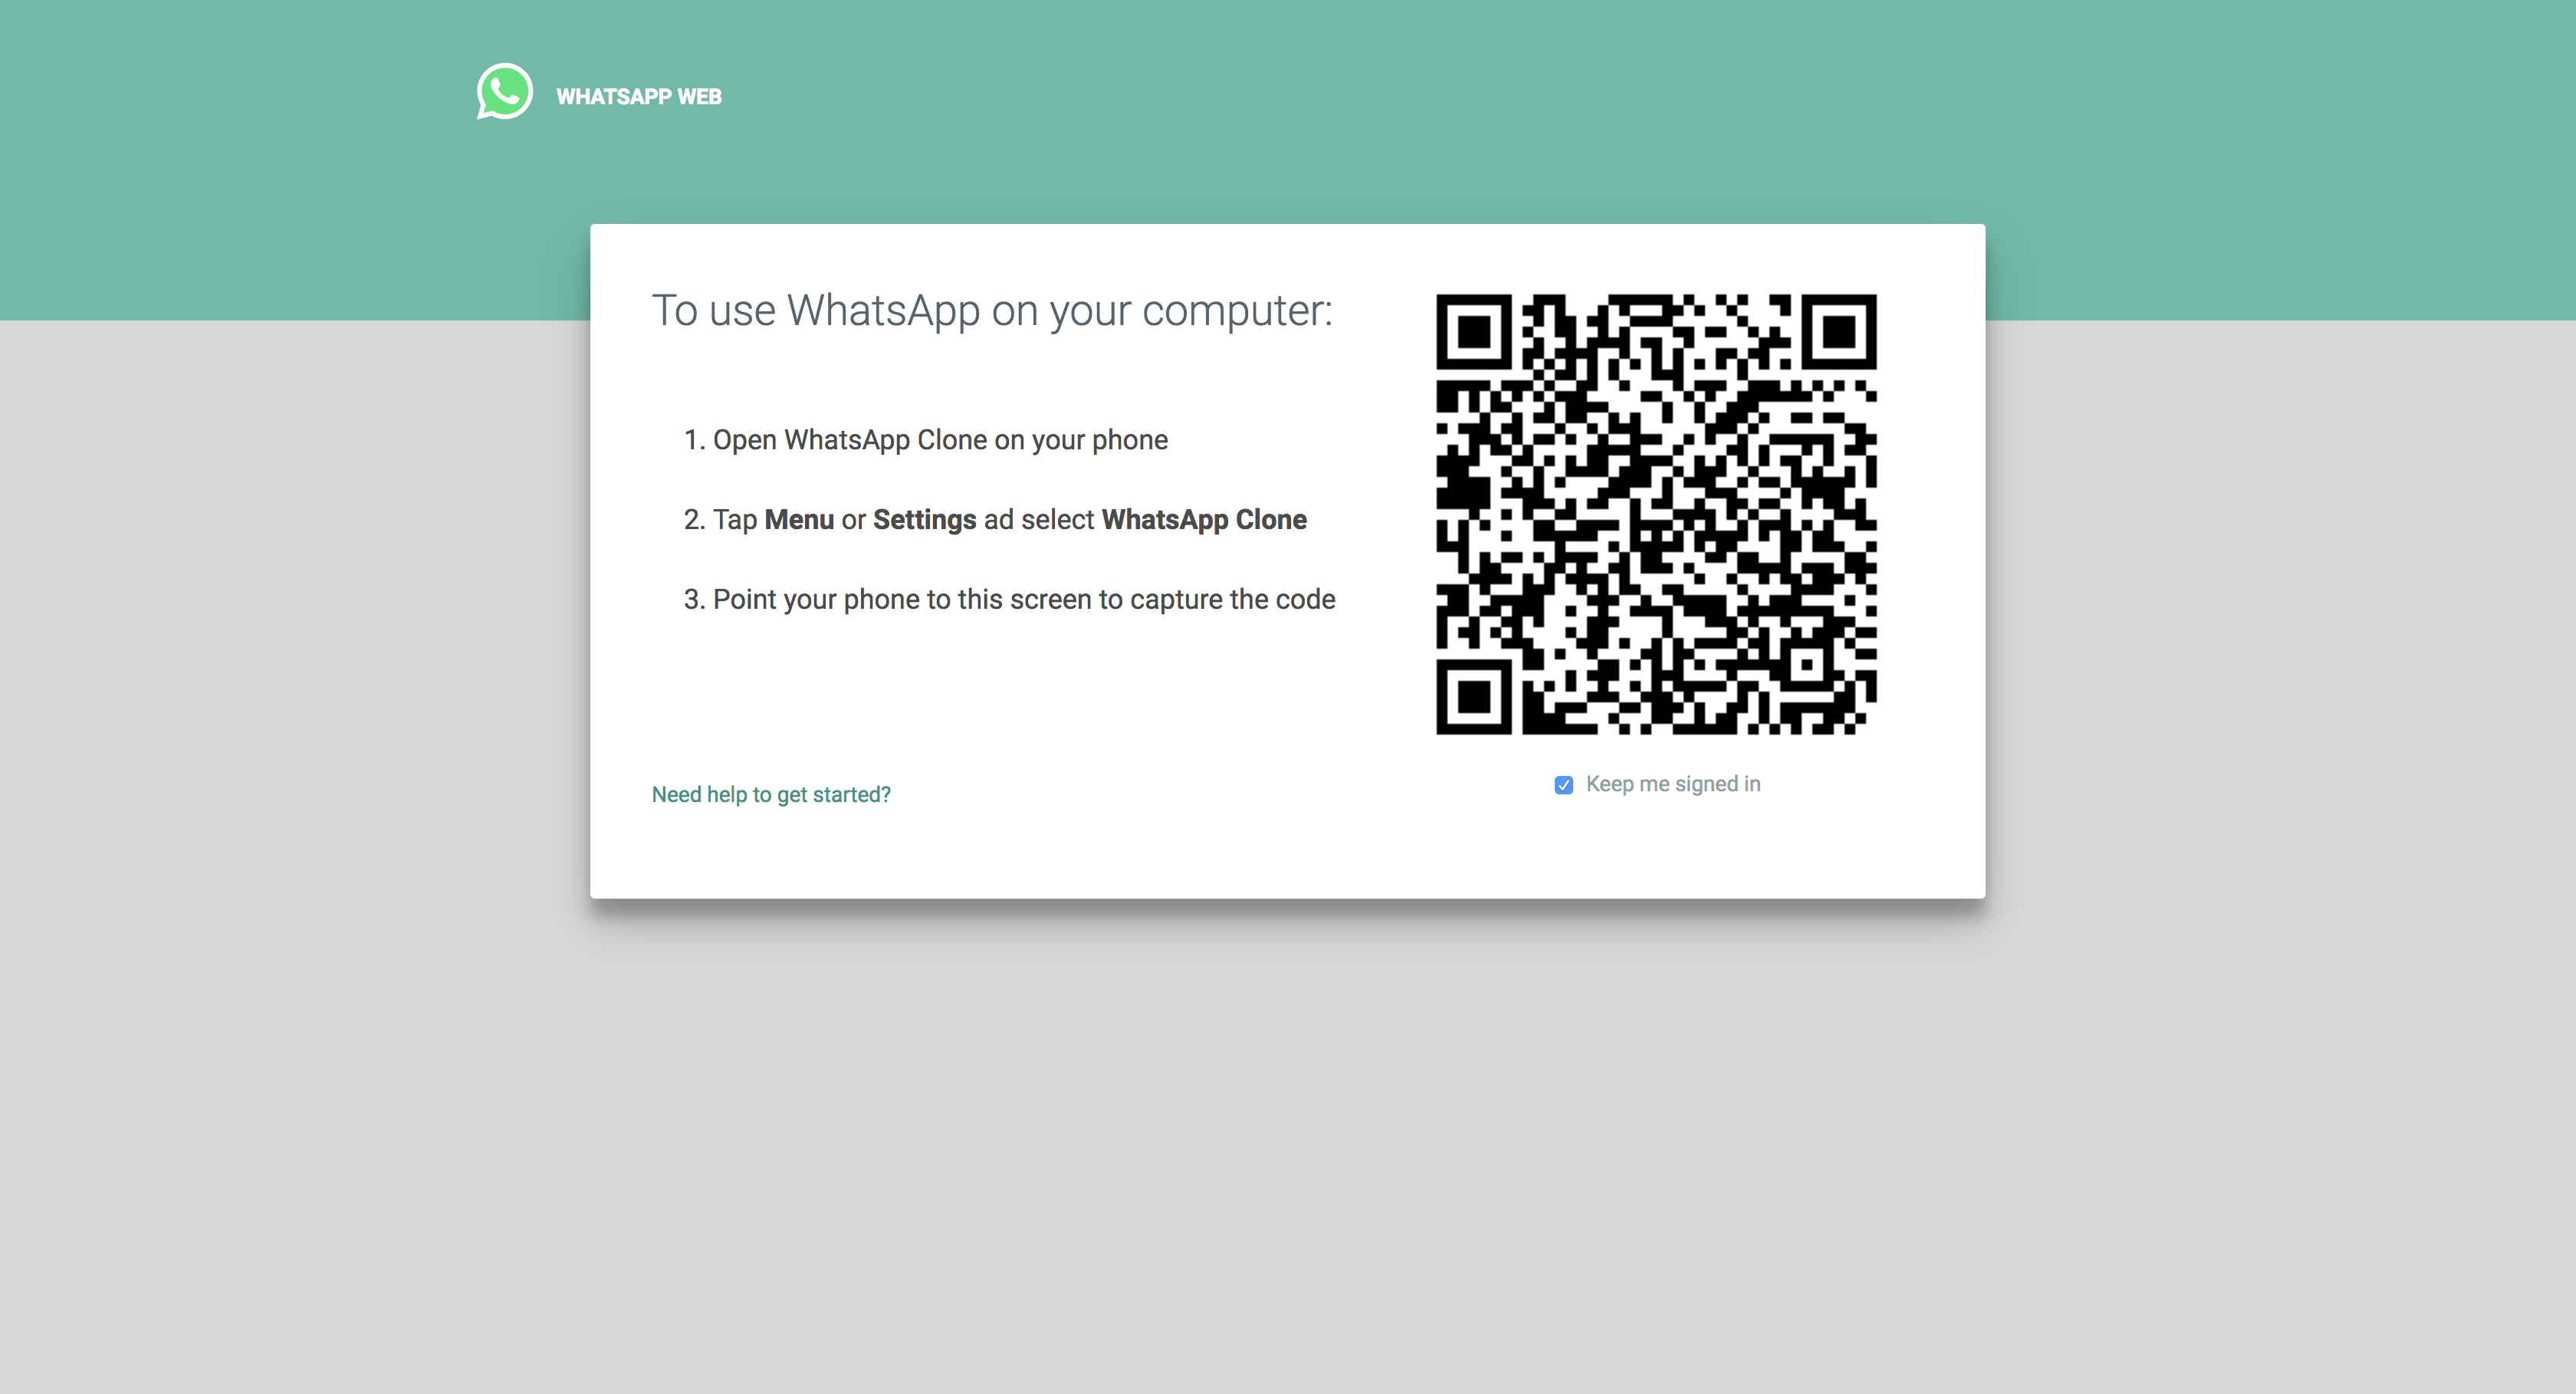 WHATSAPP WEB
To use WhatsApp on your computer:
1. Open WhatsApp Clone on your phone
2. Tap Menu or Settings ad select WhatsApp Clone
3. Point your phone to this screen to capture the code
Need help to get started?
Keep me signed in